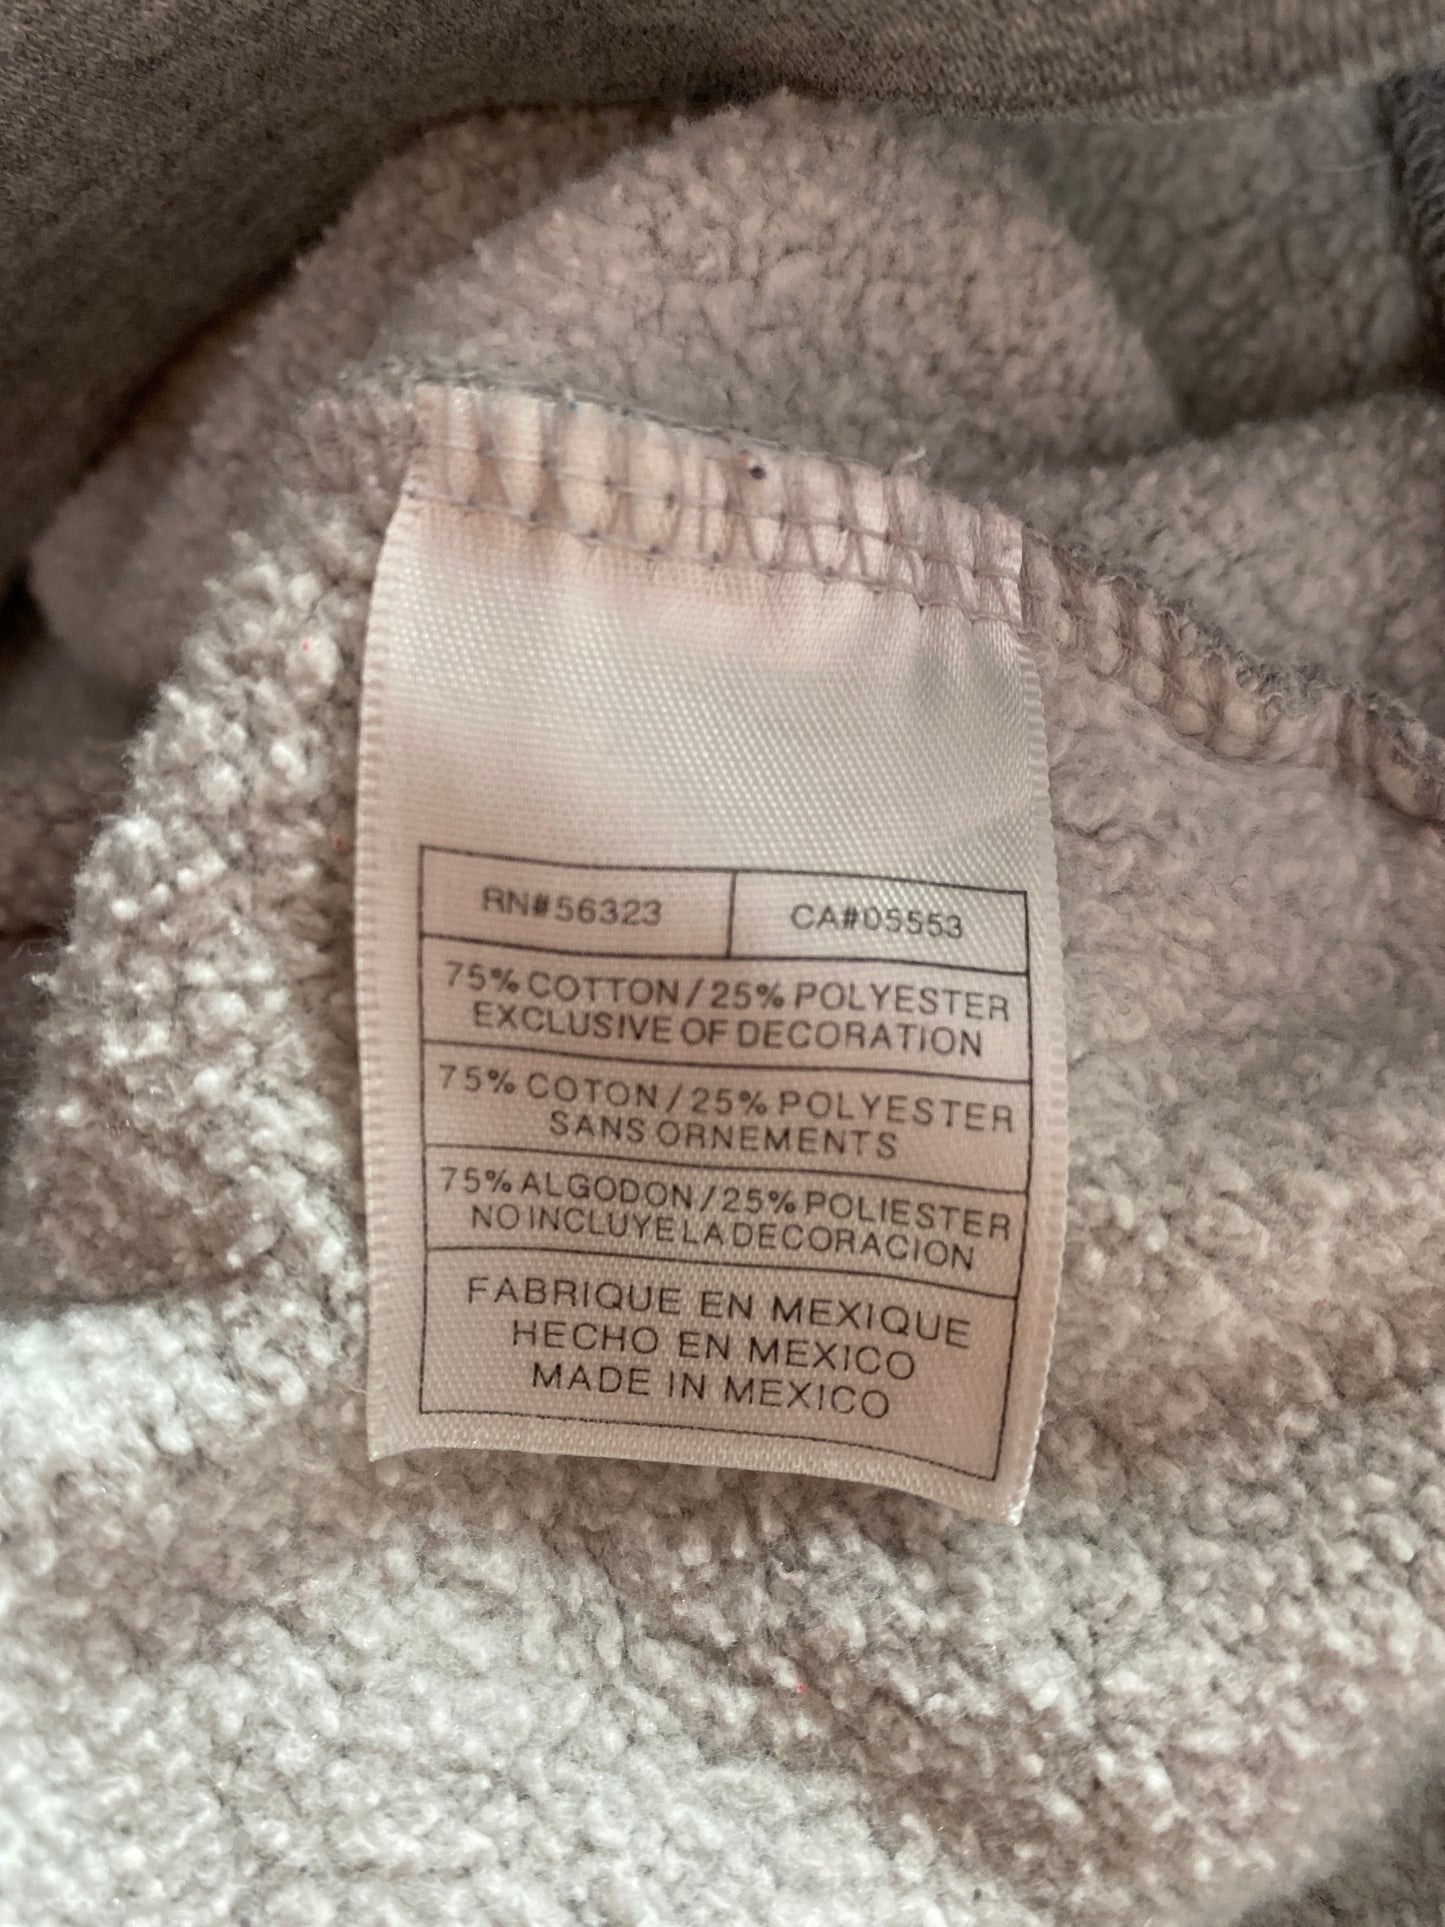 RN#56323 CA#05553
75% COTTON / 25% POLYESTER
EXCLUSIVE OF DECORATION
75% COTON / 25% POLYESTER
SANS ORNEMENTS
75% ALGODON / 25% POLIESTER
NO INCLUYE LA DECORACION
FABRIQUE EN MEXIQUE
HECHO EN MEXICO
MADE IN MEXICO